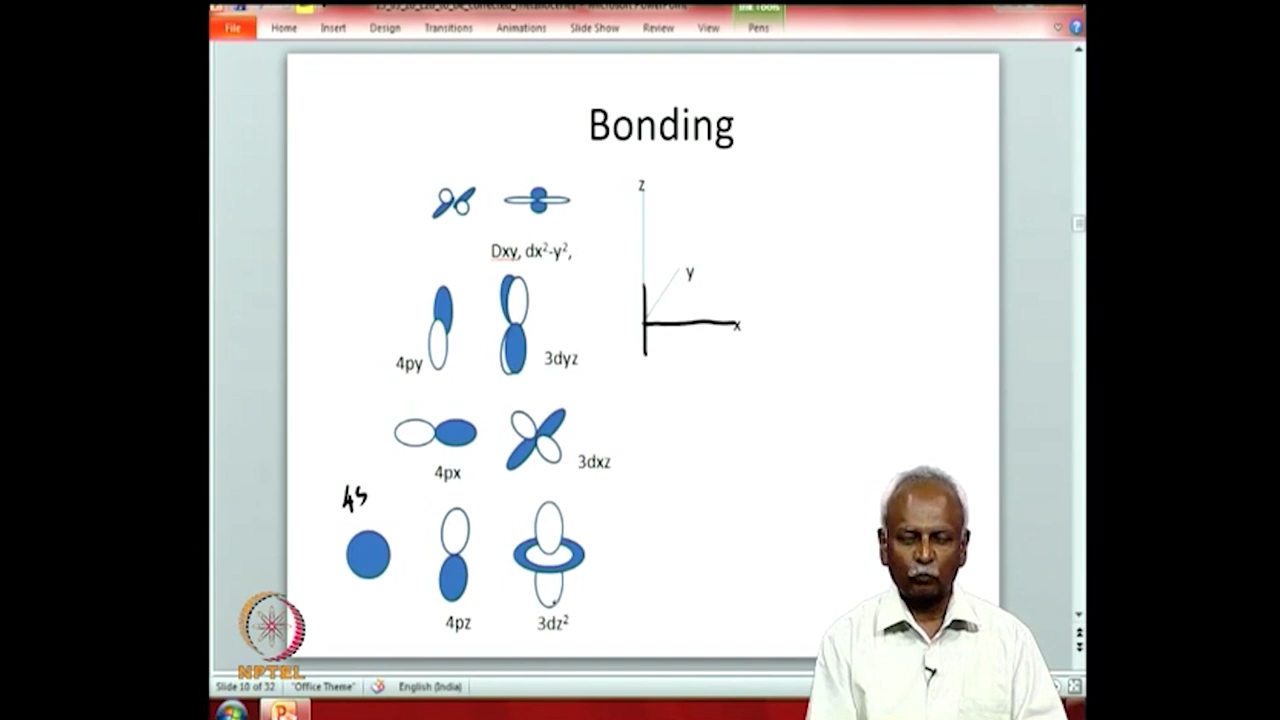 File Home Insert Design Transitions Animations Slide Show Review View Pens
Bonding
z
y
x
Dxy, dx²-y²,
4py
3dyz
4px
3dxz
4s
4pz
3dz²
NPTEL
Slide 10 of 32 "Office Theme" English (India)